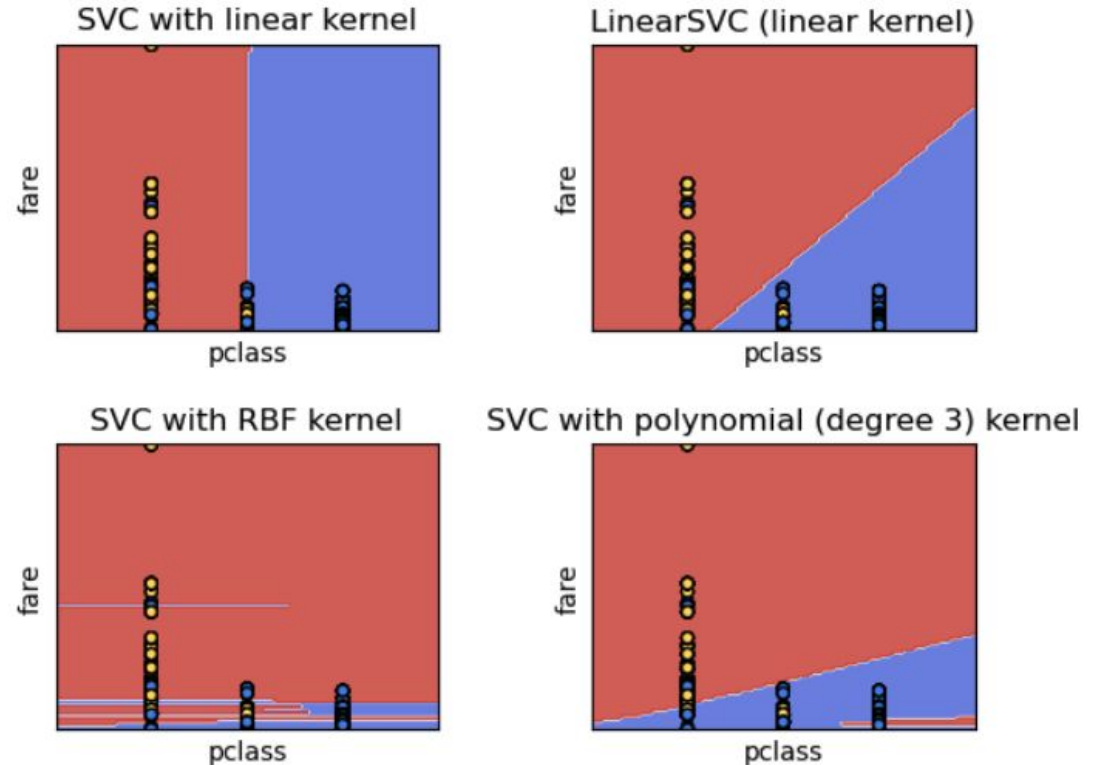 SVC with linear kernel
LinearSVC (linear kernel)
fare
pclass
fare
pclass
SVC with RBF kernel
SVC with polynomial (degree 3) kernel
fare
pclass
fare
pclass